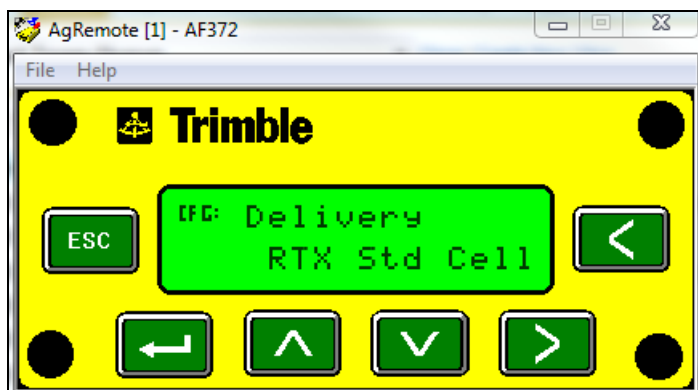 AgRemote [1] - AF372
File Help
Trimble
CFG: Delivery
ESC
RTX Std Cell